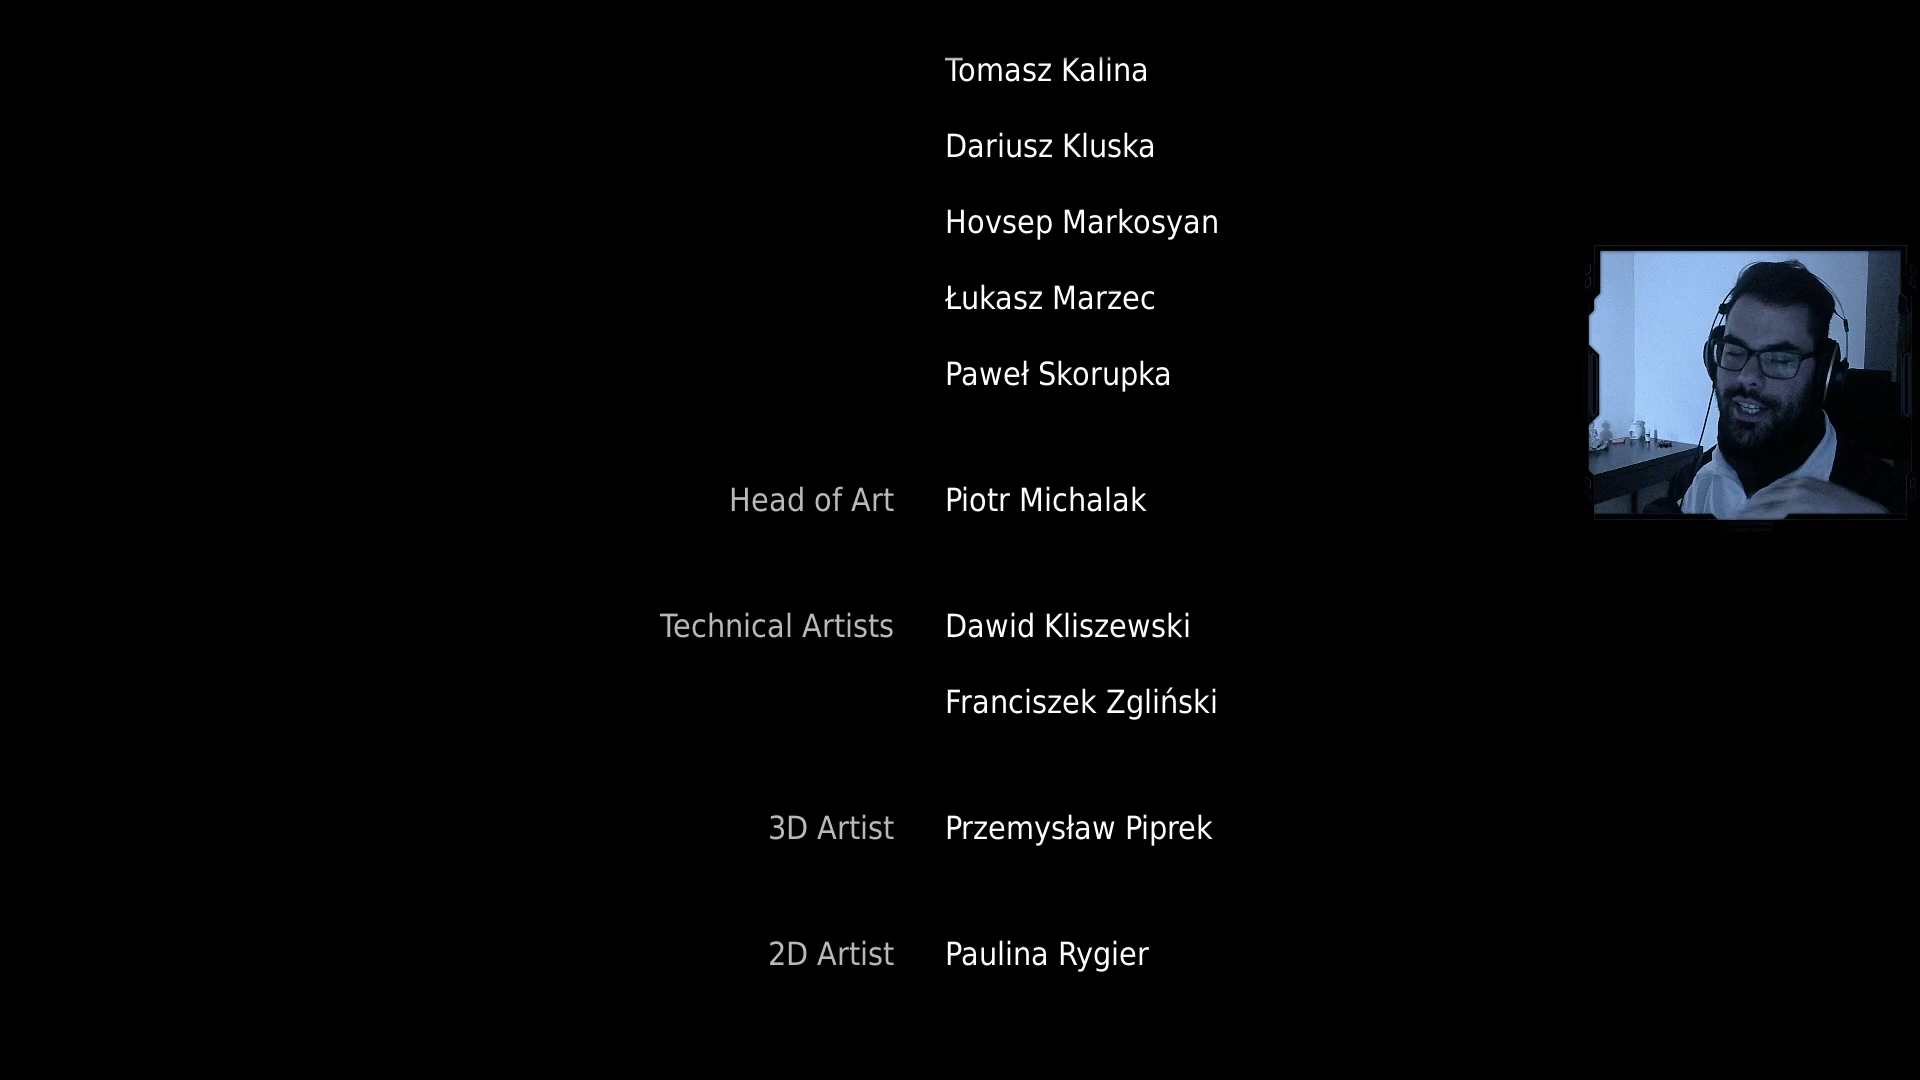 Tomasz Kalina
Dariusz Kluska
Hovsep Markosyan
Łukasz Marzec
Paweł Skorupka
Head of Art Piotr Michalak
Technical Artists Dawid Kliszewski
Franciszek Zgliński
3D Artist Przemysław Piprek
2D Artist Paulina Rygier